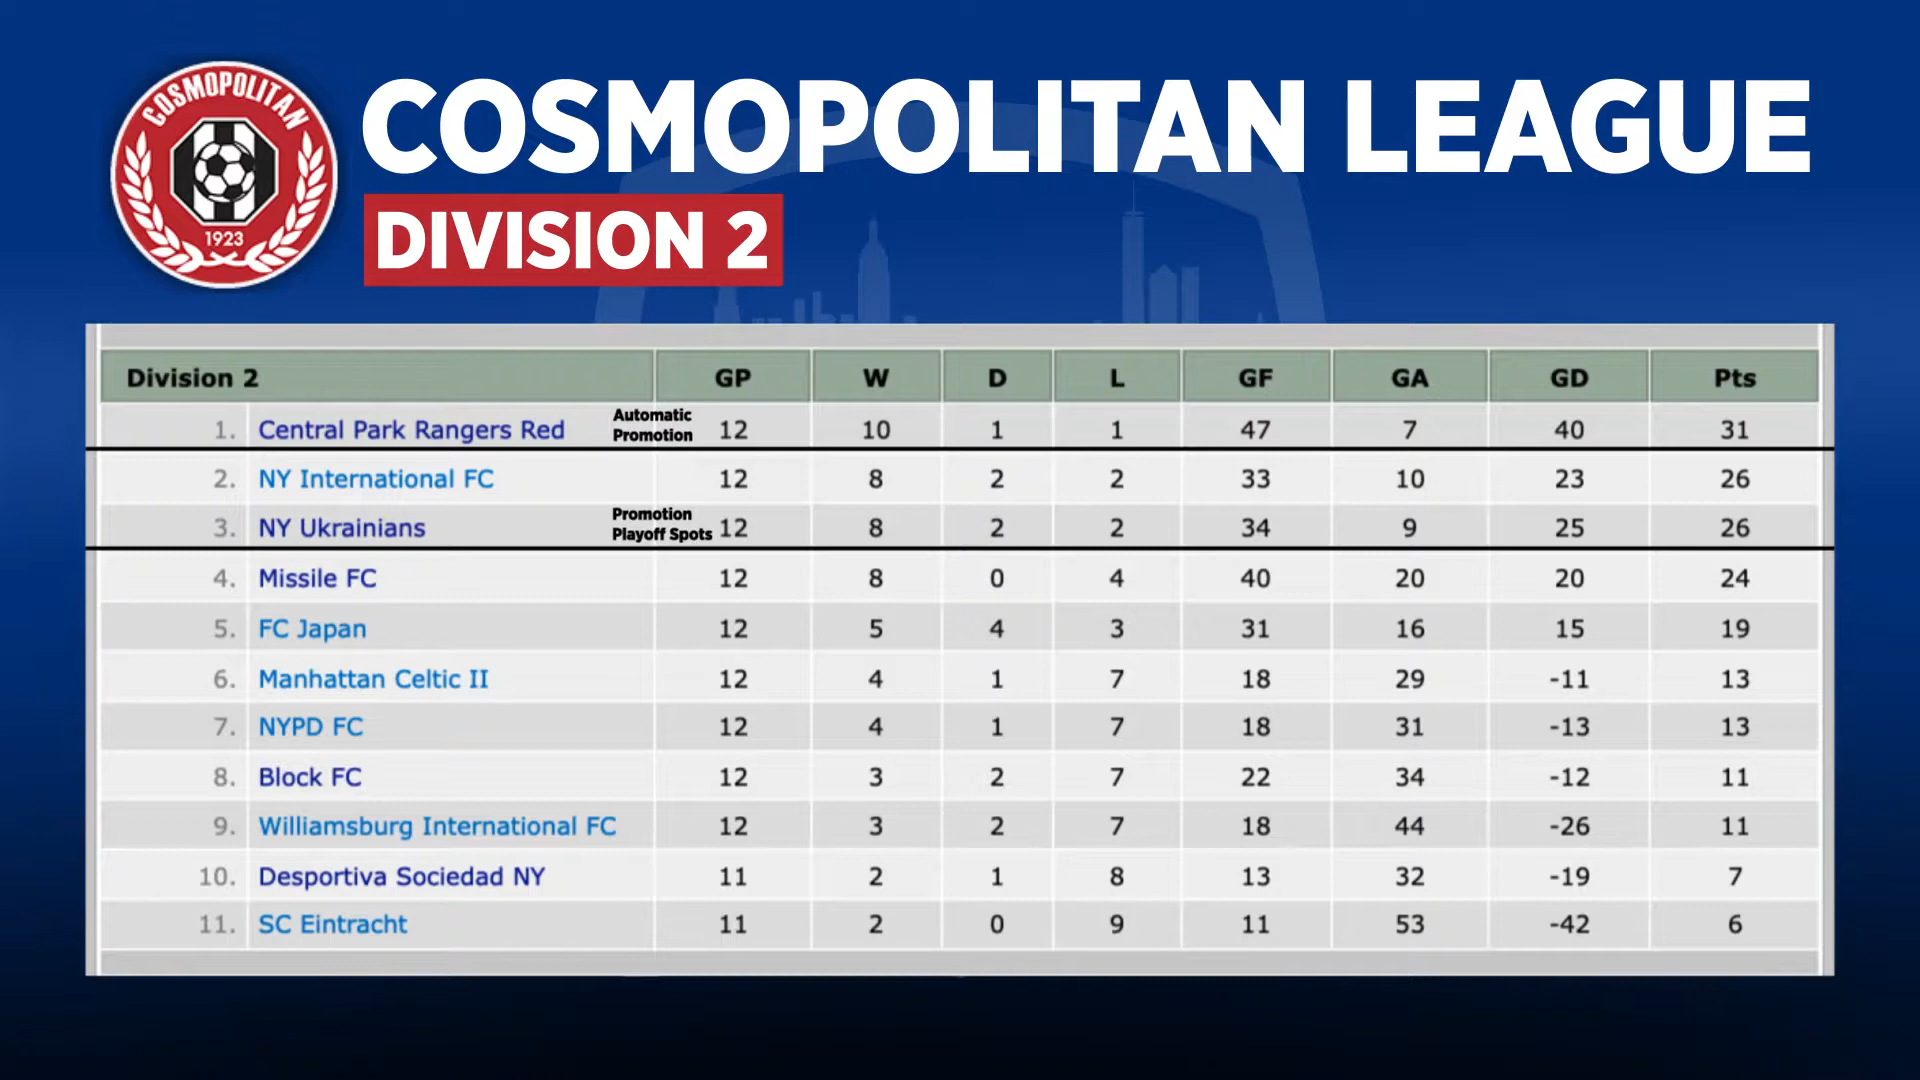 COSMOPOLITAN
1923
COSMOPOLITAN LEAGUE
DIVISION 2
Division 2 GP W D L GF GA GD Pts
1. Central Park Rangers Red Automatic Promotion 12 10 1 1 47 7 40 31
2. NY International FC 12 8 2 2 33 10 23 26
3. NY Ukrainians Promotion Playoff Spots 12 8 2 2 34 9 25 26
4. Missile FC 12 8 0 4 40 20 20 24
5. FC Japan 12 5 4 3 31 16 15 19
6. Manhattan Celtic II 12 4 1 7 18 29 -11 13
7. NYPD FC 12 4 1 7 18 31 -13 13
8. Block FC 12 3 2 7 22 34 -12 11
9. Williamsburg International FC 12 3 2 7 18 44 -26 11
10. Desportiva Sociedad NY 11 2 1 8 13 32 -19 7
11. SC Eintracht 11 2 0 9 11 53 -42 6